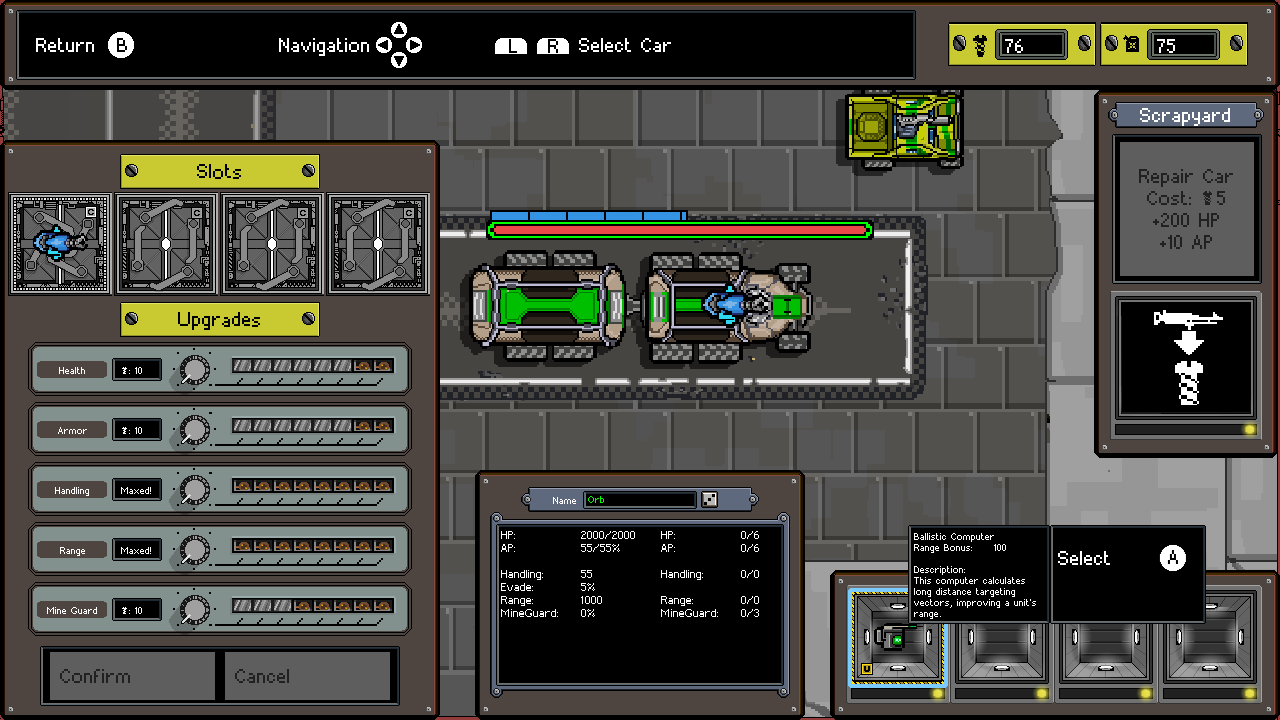 Return B
Navigation
L R Select Car
76
75
Scrapyard
Repair Car
Cost: 5
+200 HP
+10 AP
Slots
Upgrades
Health : 10
Armor : 10
Handling Maxed!
Range Maxed!
Mine Guard : 10
Confirm Cancel
Name Orb
HP: 2000/2000 HP: 0/6
AP: 55/55% AP: 0/6
Handling: 55 Handling: 0/0
Evade: 5%
Range: 1000 Range: 0/0
MineGuard: 0% MineGuard: 0/3
Ballistic Computer
Range Bonus: 100
Description:
This computer calculates
long distance targeting
vectors, improving a unit's
range.
Select A
U